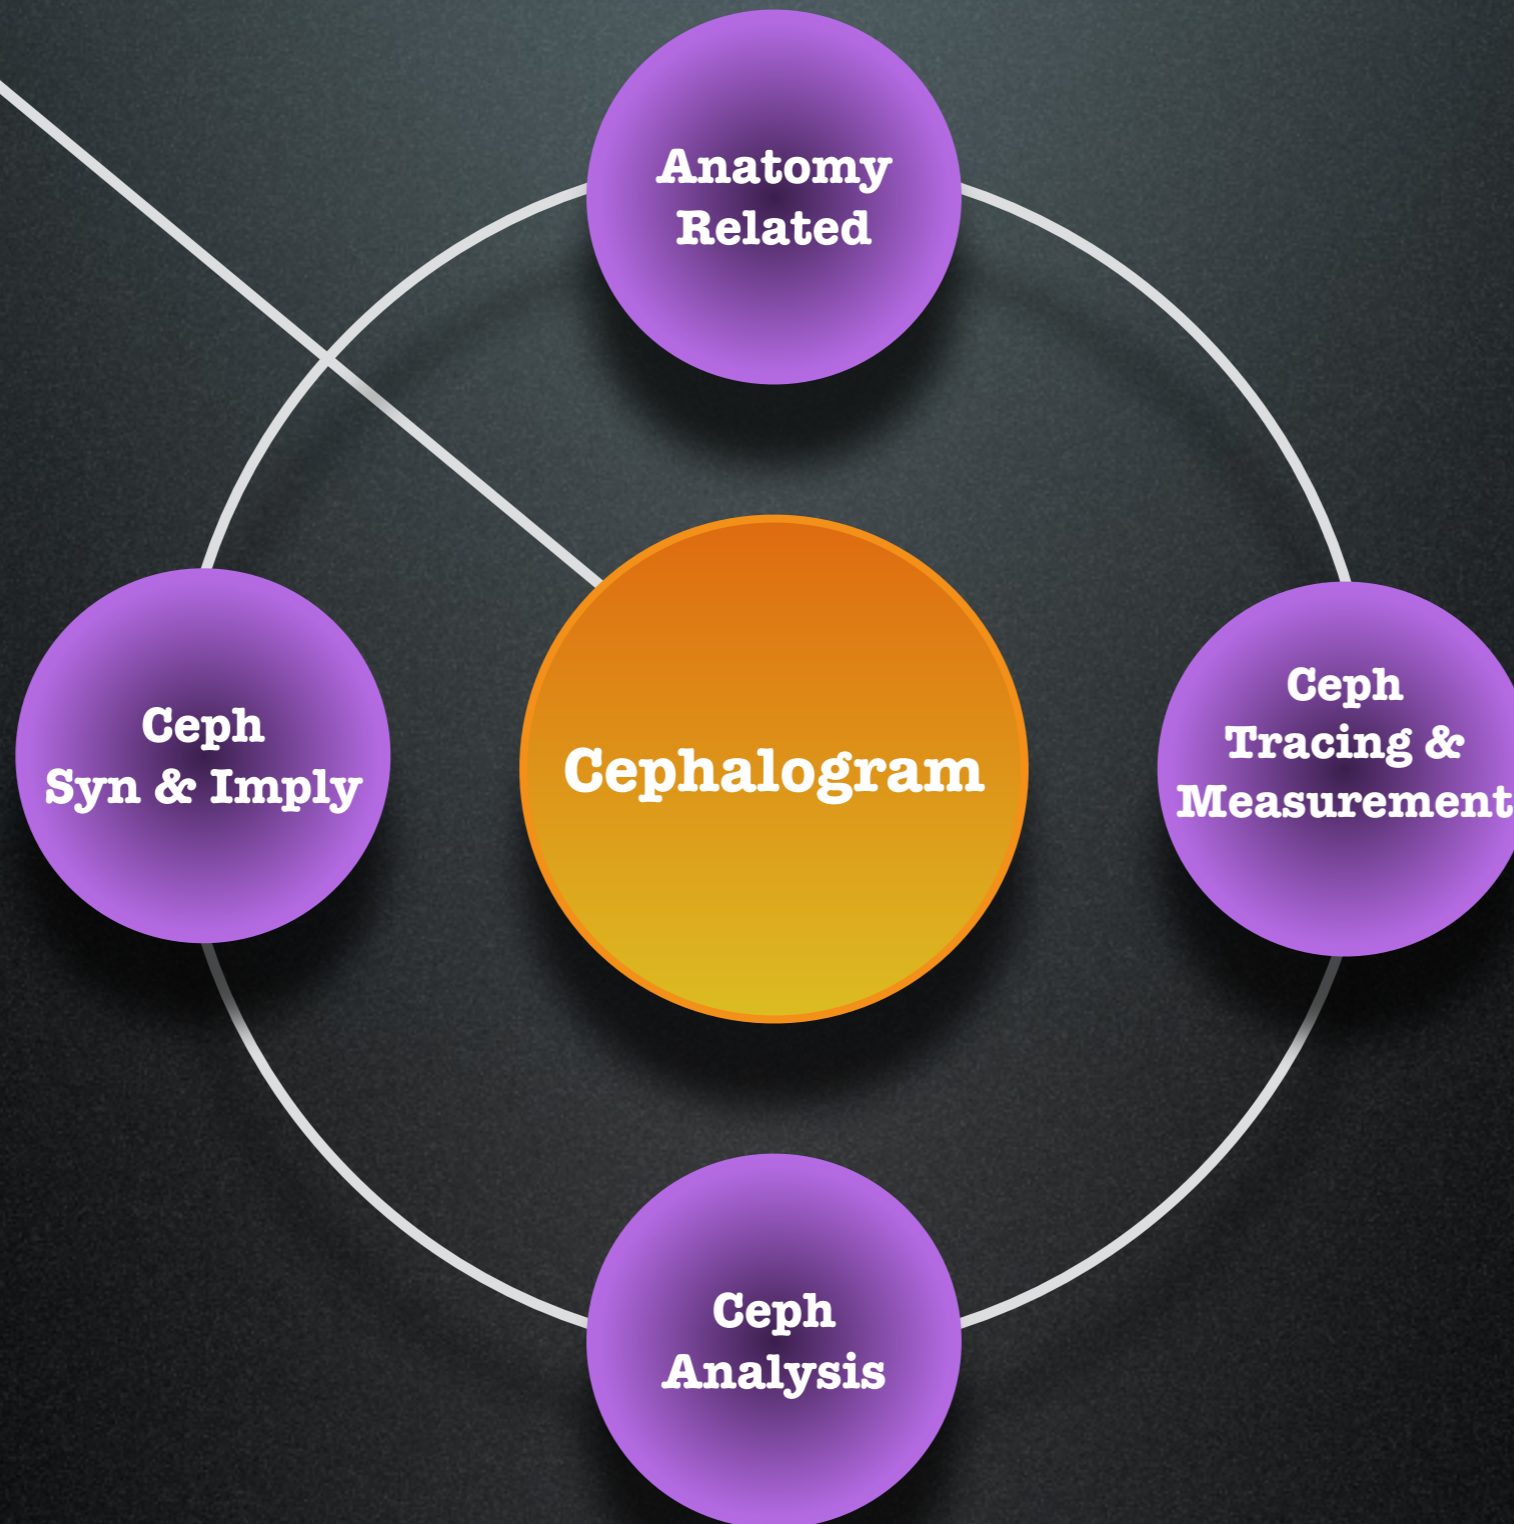 Anatomy
Related
Ceph
Syn & Imply
Cephalogram
Ceph
Tracing &
Measurement
Ceph
Analysis